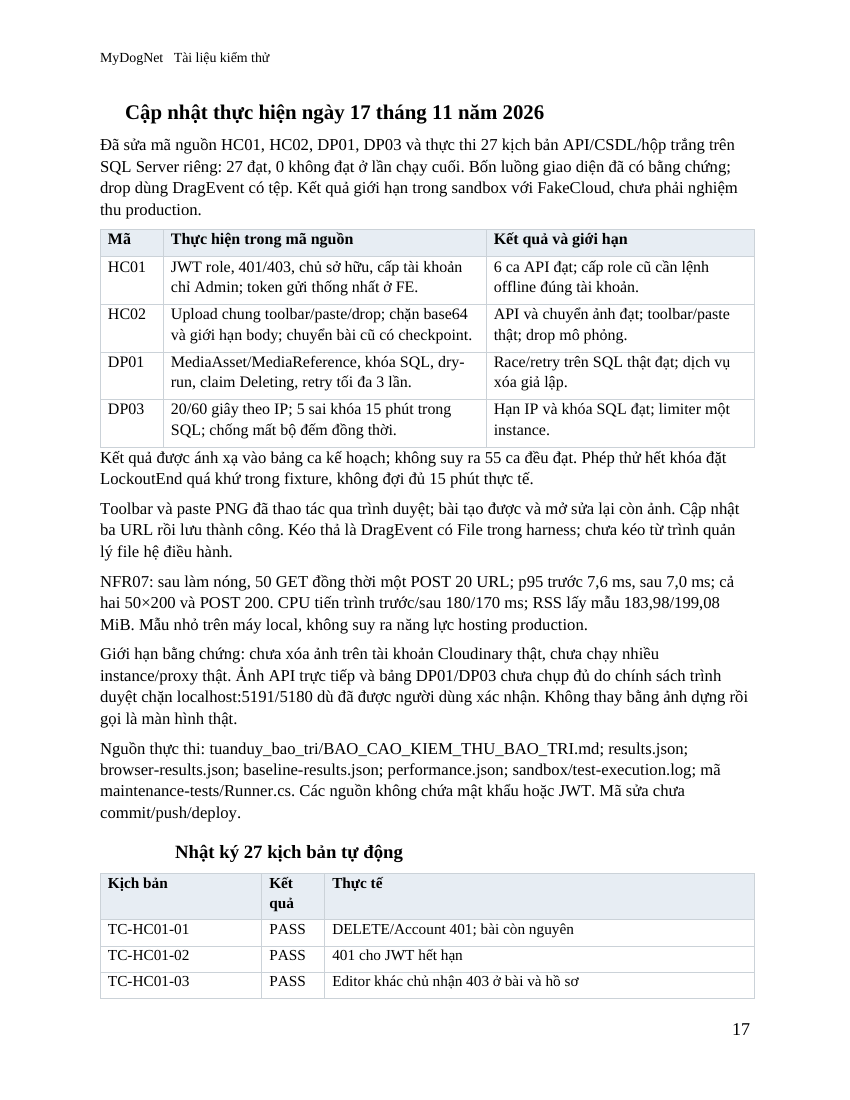 MyDogNet Tài liệu kiểm thử
Cập nhật thực hiện ngày 17 tháng 11 năm 2026
Đã sửa mã nguồn HC01, HC02, DP01, DP03 và thực thi 27 kịch bản API/CSDL/hộp trắng trên
SQL Server riêng: 27 đạt, 0 không đạt ở lần chạy cuối. Bốn luồng giao diện đã có bằng chứng;
drop dùng DragEvent có tệp. Kết quả giới hạn trong sandbox với FakeCloud, chưa phải nghiệm
thu production.
Mã Thực hiện trong mã nguồn Kết quả và giới hạn
HC01 JWT role, 401/403, chủ sở hữu, cấp tài khoản 6 ca API đạt; cấp role cũ cần lệnh
chỉ Admin; token gửi thống nhất ở FE. offline đúng tài khoản.
HC02 Upload chung toolbar/paste/drop; chặn base64 API và chuyển ảnh đạt; toolbar/paste
và giới hạn body; chuyển bài cũ có checkpoint. thật; drop mô phỏng.
DP01 MediaAsset/MediaReference, khóa SQL, dry- Race/retry trên SQL thật đạt; dịch vụ
run, claim Deleting, retry tối đa 3 lần. xóa giả lập.
DP03 20/60 giây theo IP; 5 sai khóa 15 phút trong Hạn IP và khóa SQL đạt; limiter một
SQL; chống mất bộ đếm đồng thời. instance.
Kết quả được ánh xạ vào bảng ca kế hoạch; không suy ra 55 ca đều đạt. Phép thử hết khóa đặt
LockoutEnd quá khứ trong fixture, không đợi đủ 15 phút thực tế.
Toolbar và paste PNG đã thao tác qua trình duyệt; bài tạo được và mở sửa lại còn ảnh. Cập nhật
ba URL rồi lưu thành công. Kéo thả là DragEvent có File trong harness; chưa kéo từ trình quản
lý file hệ điều hành.
NFR07: sau làm nóng, 50 GET đồng thời một POST 20 URL; p95 trước 7,6 ms, sau 7,0 ms; cả
hai 50×200 và POST 200. CPU tiến trình trước/sau 180/170 ms; RSS lấy mẫu 183,98/199,08
MiB. Mẫu nhỏ trên máy local, không suy ra năng lực hosting production.
Giới hạn bằng chứng: chưa xóa ảnh trên tài khoản Cloudinary thật, chưa chạy nhiều
instance/proxy thật. Ảnh API trực tiếp và bảng DP01/DP03 chưa chụp đủ do chính sách trình
duyệt chặn localhost:5191/5180 dù đã được người dùng xác nhận. Không thay bằng ảnh dựng rồi
gọi là màn hình thật.
Nguồn thực thi: tuanduy_bao_tri/BAO_CAO_KIEM_THU_BAO_TRI.md; results.json;
browser-results.json; baseline-results.json; performance.json; sandbox/test-execution.log; mã
maintenance-tests/Runner.cs. Các nguồn không chứa mật khẩu hoặc JWT. Mã sửa chưa
commit/push/deploy.
Nhật ký 27 kịch bản tự động
Kịch bản Kết Thực tế
quả
TC-HC01-01 PASS DELETE/Account 401; bài còn nguyên
TC-HC01-02 PASS 401 cho JWT hết hạn
TC-HC01-03 PASS Editor khác chủ nhận 403 ở bài và hồ sơ
17